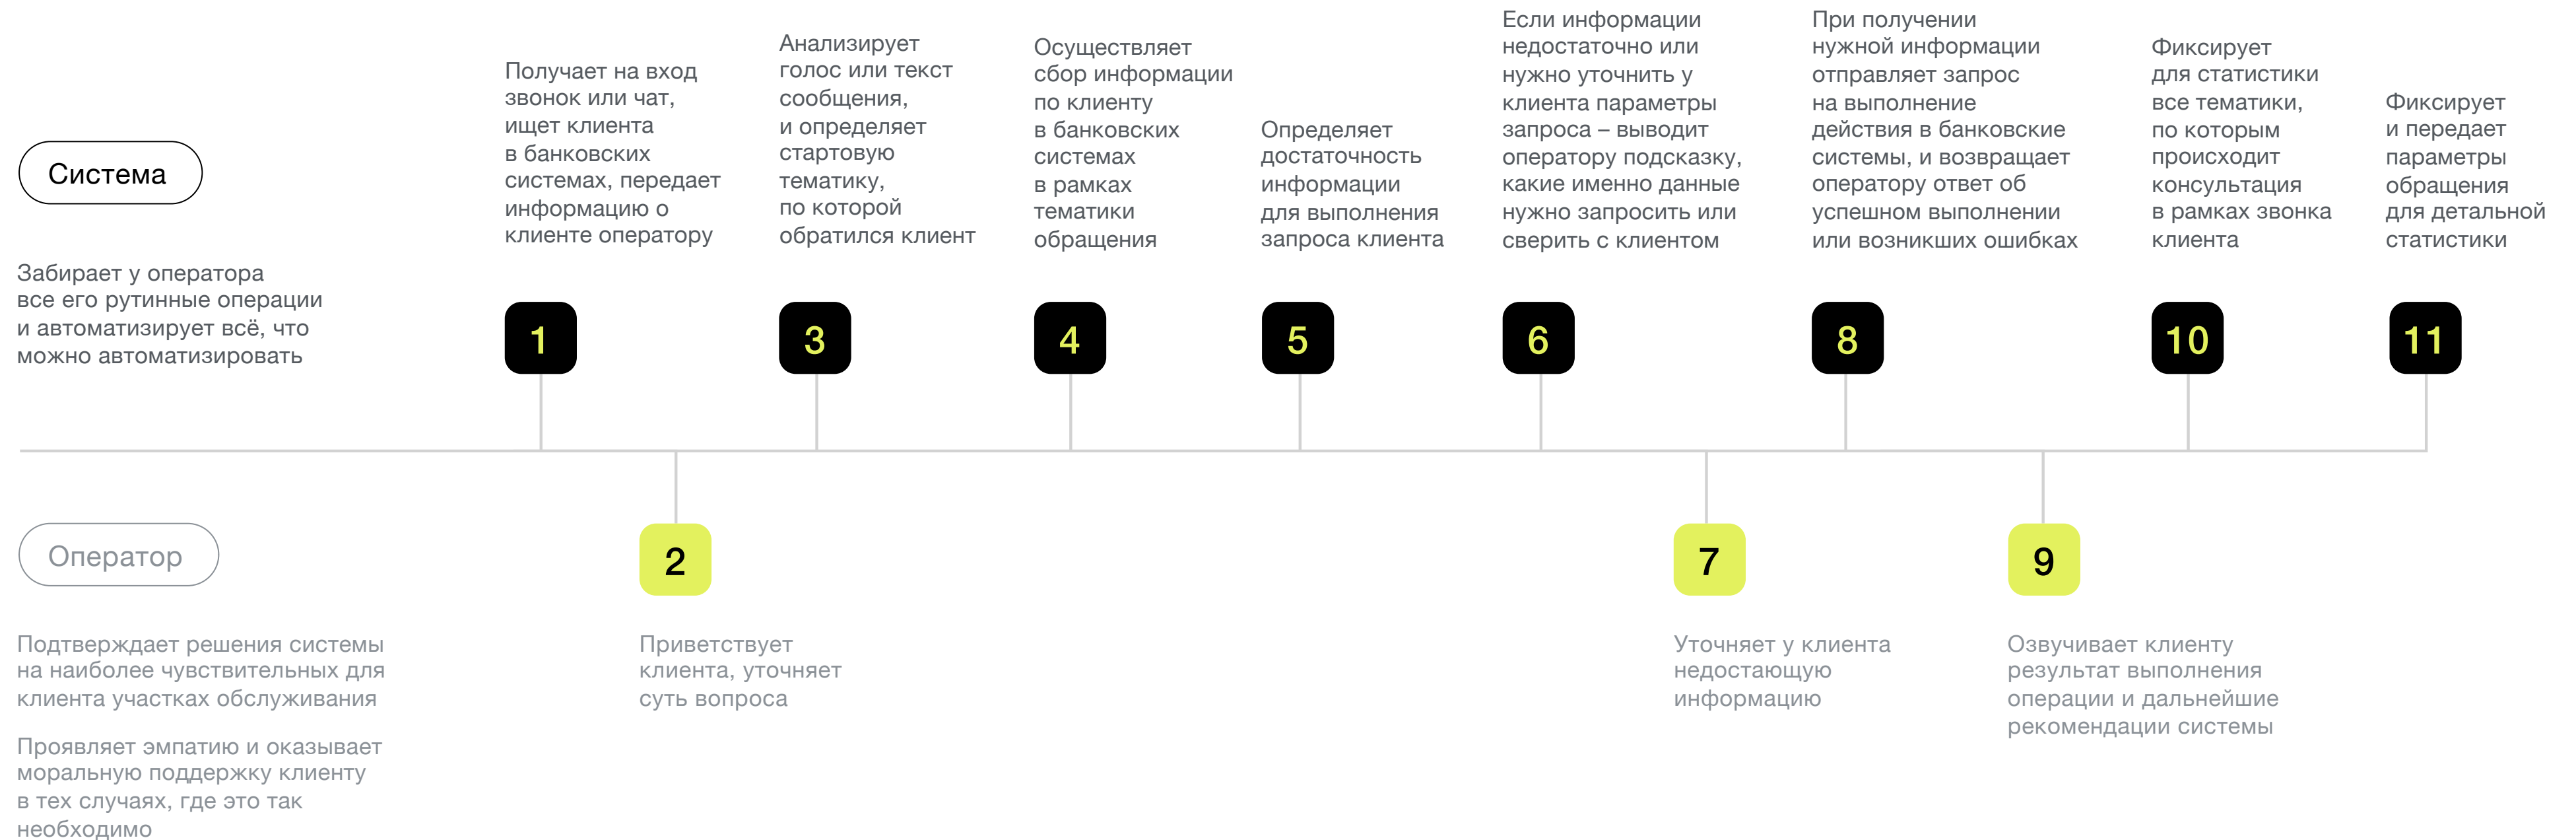 Система
Забирает у оператора
все его рутинные операции
и автоматизирует всё, что
можно автоматизировать
Получает на вход
звонок или чат,
ищет клиента
в банковских
системах, передает
информацию о
клиенте оператору
1
Анализирует
голос или текст
сообщения,
и определяет
стартовую
тематику,
по которой
обратился клиент
3
Осуществляет
сбор информации
по клиенту
в банковских
системах
в рамках
тематики
обращения
4
Определяет
достаточность
информации
для выполнения
запроса клиента
5
Если информации
недостаточно или
нужно уточнить у
клиента параметры
запроса – выводит
оператору подсказку,
какие именно данные
нужно запросить или
сверить с клиентом
6
При получении
нужной информации
отправляет запрос
на выполнение
действия в банковские
системы, и возвращает
оператору ответ об
успешном выполнении
или возникших ошибках
8
Фиксирует
для статистики
все тематики,
по которым
происходит
консультация
в рамках звонка
клиента
10
Фиксирует
и передает
параметры
обращения
для детальной
статистики
11
Оператор
Подтверждает решения системы
на наиболее чувствительных для
клиента участках обслуживания
Проявляет эмпатию и оказывает
моральную поддержку клиенту
в тех случаях, где это так
необходимо
2
Приветствует
клиента, уточняет
суть вопроса
7
Уточняет у клиента
недостающую
информацию
9
Озвучивает клиенту
результат выполнения
операции и дальнейшие
рекомендации системы